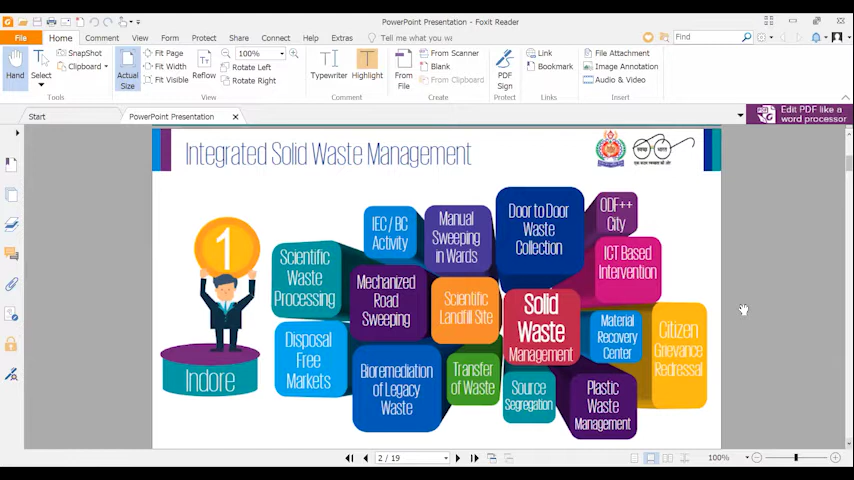 PowerPoint Presentation - Foxit Reader
File
Home
Comment
View
Form
Protect
Share
Connect
Help
Extras
Tell me what you wa
Find
Hand
Select
SnapShot
Clipboard
Actual
Size
Fit Page
Fit Width
Fit Visible
Reflow
100%
Rotate Left
Rotate Right
Typewriter
Highlight
From
File
From Scanner
Blank
From Clipboard
PDF
Sign
Link
Bookmark
File Attachment
Image Annotation
Audio & Video
Tools
View
Comment
Create
Protect
Links
Insert
Start
PowerPoint Presentation
Edit PDF like a
word processor
Integrated Solid Waste Management
स्वच्छ भारत
1
Indore
Scientific
Waste
Processing
IEC / BC
Activity
Manual
Sweeping
in Wards
Door to Door
Waste
Collection
ODF++
City
ICT Based
Intervention
Mechanized
Road
Sweeping
Scientific
Landfill Site
Solid
Waste
Management
Material
Recovery
Center
Citizen
Grievance
Redressal
Disposal
Free
Markets
Bioremediation
of Legacy
Waste
Transfer
of Waste
Source
Segregation
Plastic
Waste
Management
2 / 19
100%